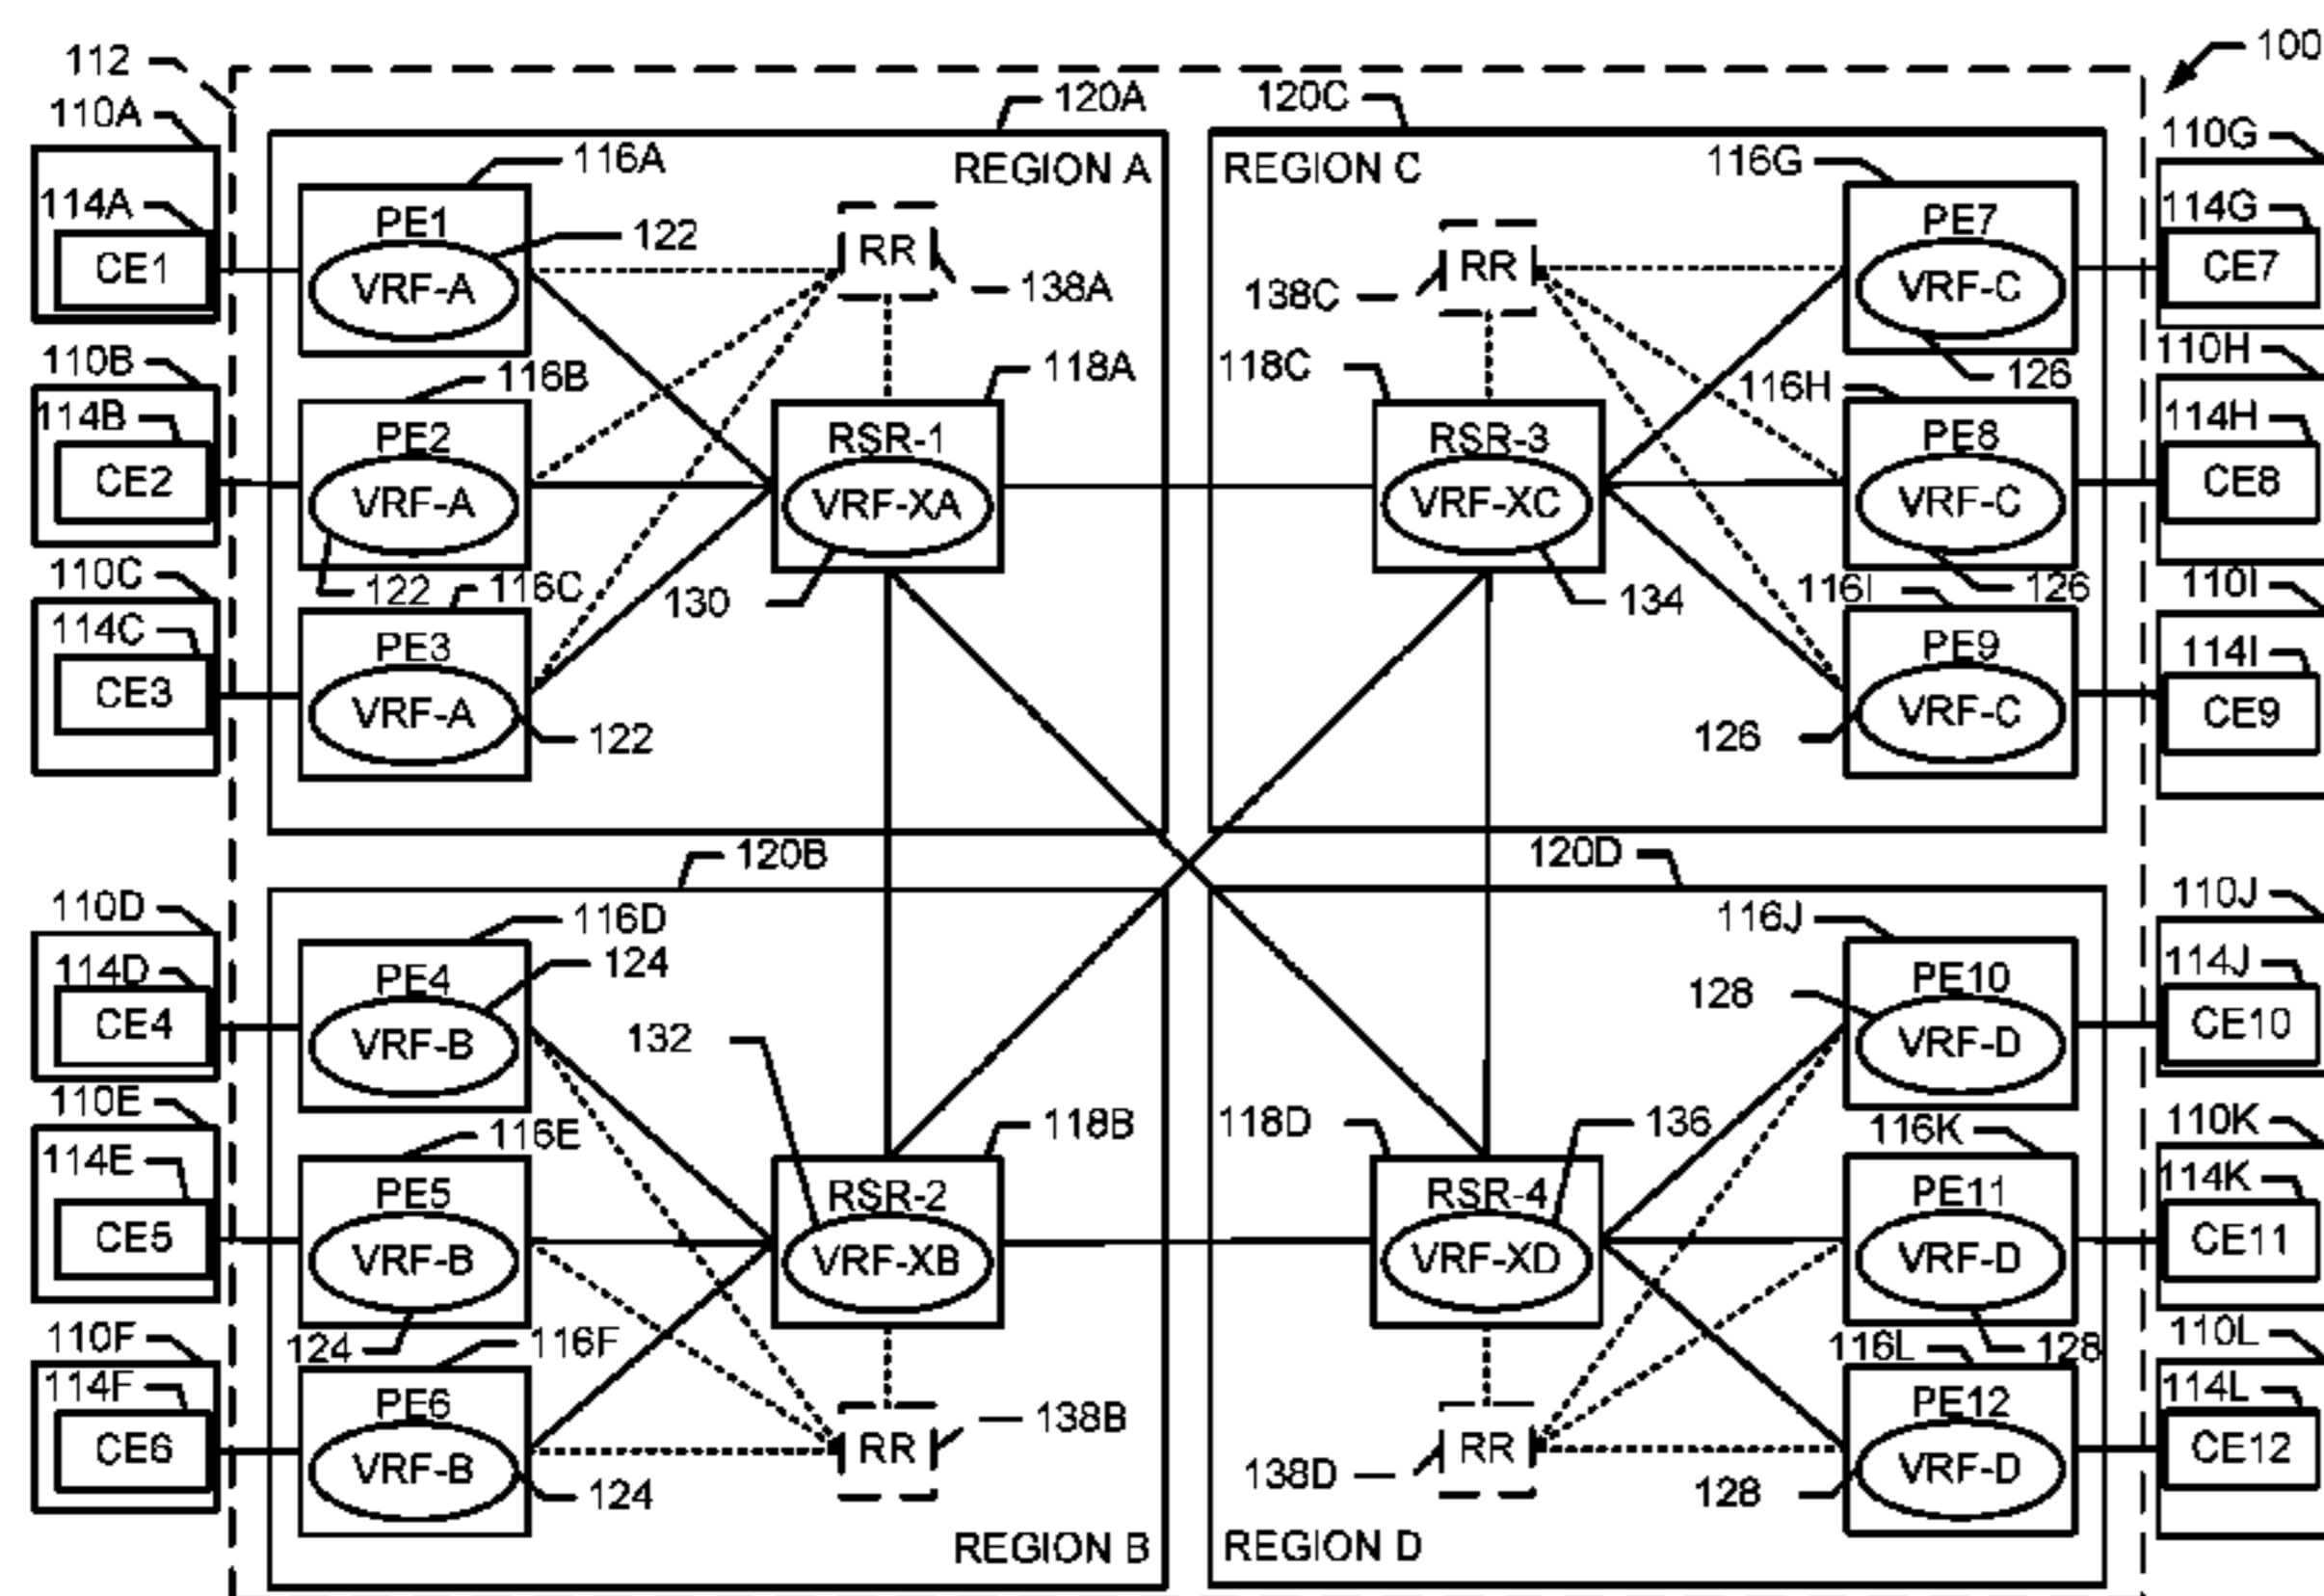 100
112
120A
120C
110A
114A
CE1
116A
PE1
VRF-A
122
REGION A
RR
138A
REGION C
116G
PE7
VRF-C
126
RR
138C
110G
114G
CE7
110B
114B
CE2
116B
PE2
VRF-A
122
118A
RSR-1
VRF-XA
130
118C
RSR-3
VRF-XC
134
116H
PE8
VRF-C
126
110H
114H
CE8
110C
114C
CE3
116C
PE3
VRF-A
122
116I
PE9
VRF-C
126
110I
114I
CE9
120B
120D
110D
114D
CE4
116D
PE4
VRF-B
124
132
116J
PE10
VRF-D
128
110J
114J
CE10
110E
114E
CE5
116E
PE5
VRF-B
124
118B
RSR-2
VRF-XB
118D
RSR-4
VRF-XD
136
116K
PE11
VRF-D
128
110K
114K
CE11
110F
114F
CE6
116F
PE6
VRF-B
124
RR
138B
REGION B
RR
138D
REGION D
116L
PE12
VRF-D
128
110L
114L
CE12